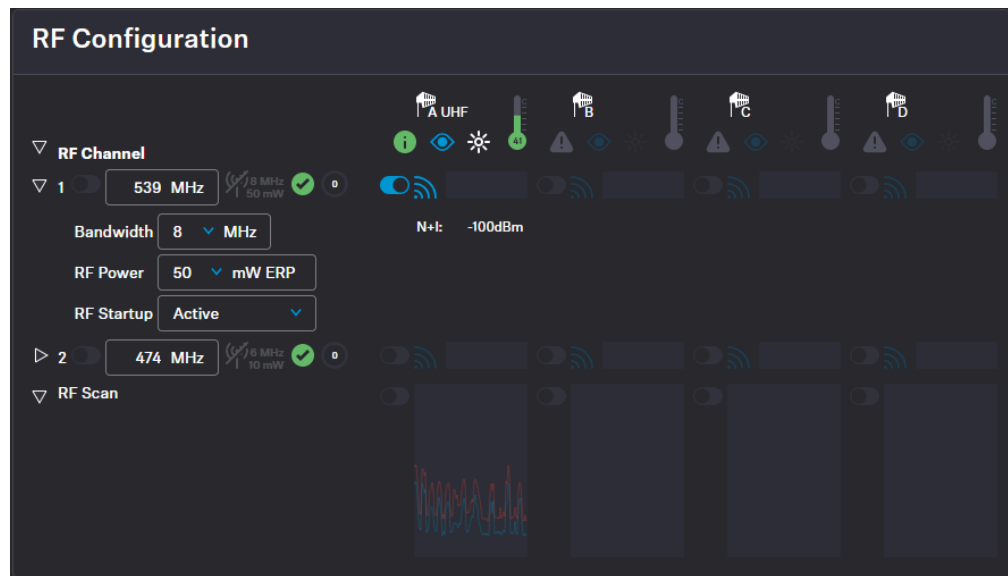 RF Configuration
A UHF
B
C
D
41
RF Channel
1
539 MHz
8 MHz
50 mW
0
Bandwidth
8
MHz
N+I:
-100dBm
RF Power
50
mW ERP
RF Startup
Active
2
474 MHz
6 MHz
10 mW
0
RF Scan